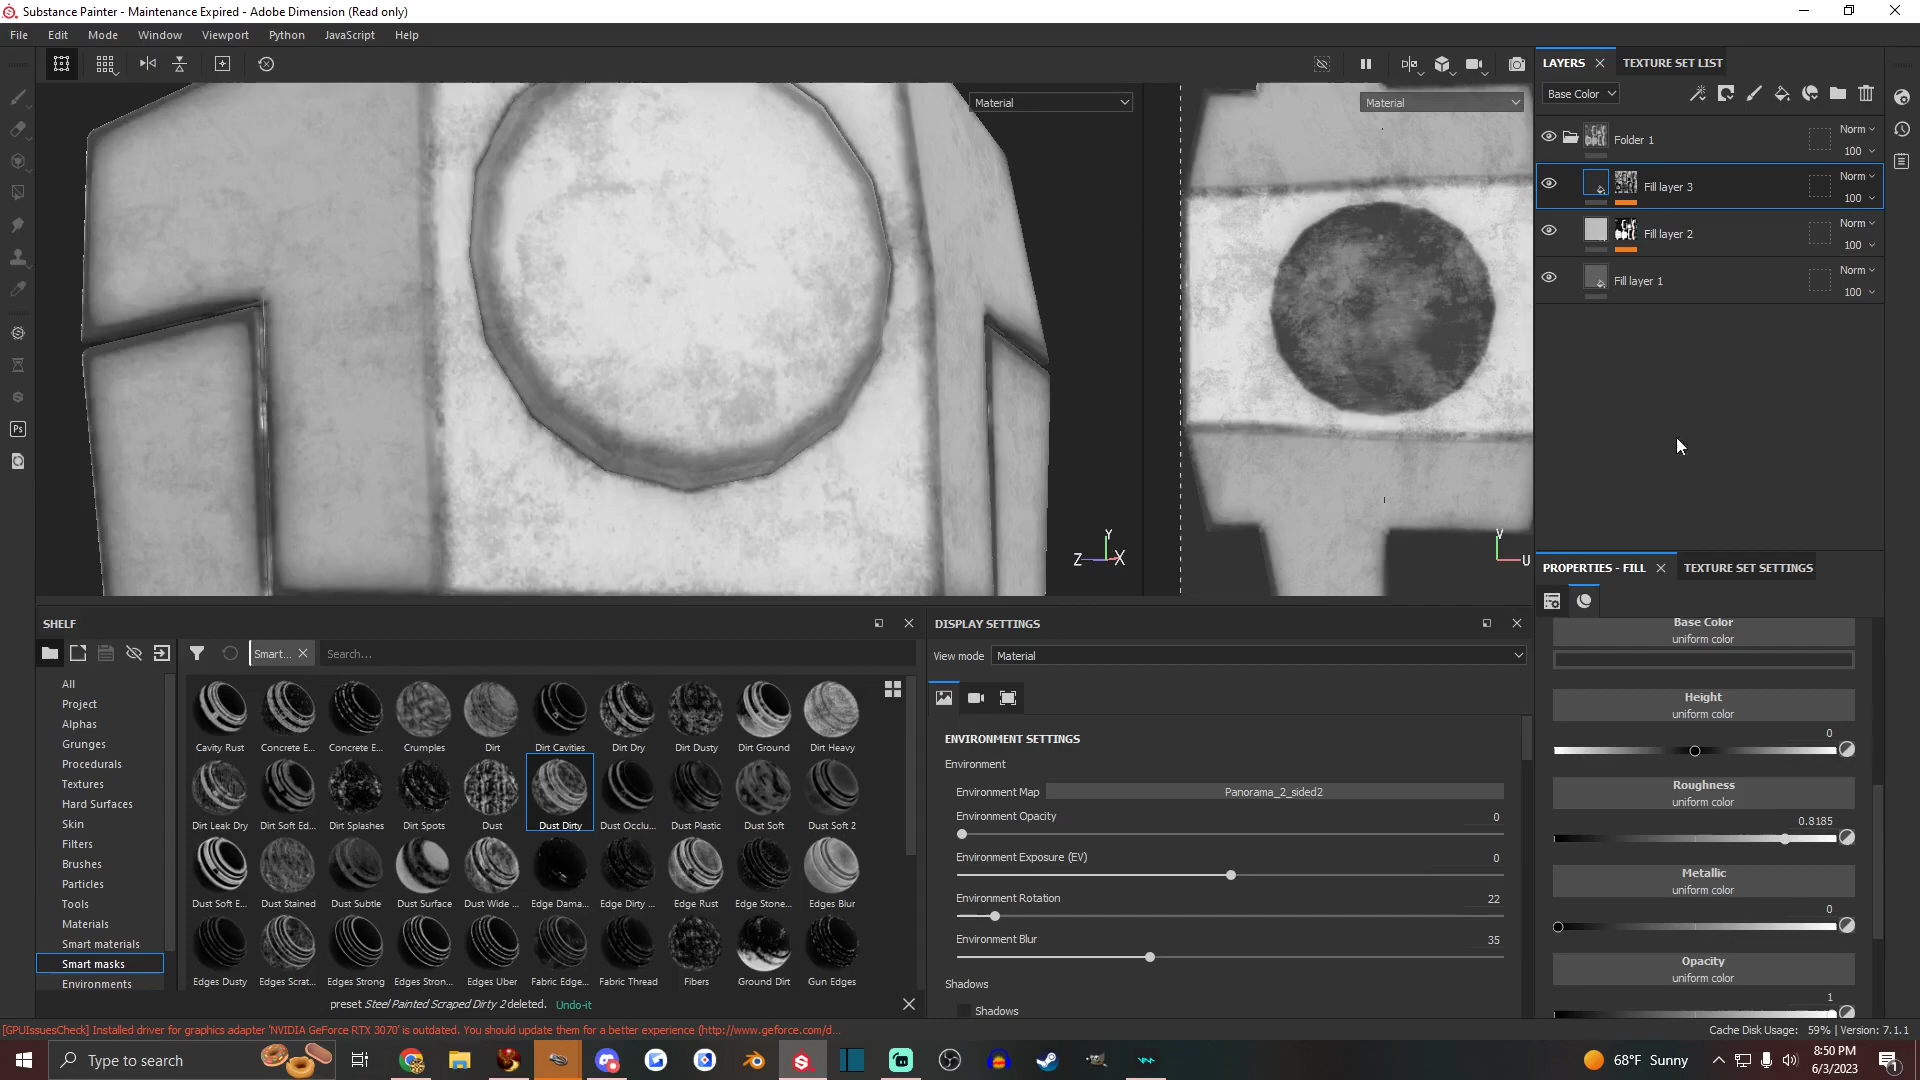 Substance Painter - Maintenance Expired - Adobe Dimension (Read only)
File Edit Mode Window Viewport Python JavaScript Help
Material
Material
LAYERS
TEXTURE SET LIST
Base Color
Folder 1
Norm
100
Fill layer 3
Norm
100
Fill layer 2
Norm
100
Fill layer 1
Norm
100
Ps
Y
Z
X
V
U
PROPERTIES - FILL
TEXTURE SET SETTINGS
Base Color
uniform color
Height
uniform color
0
Roughness
uniform color
0.8185
Metallic
uniform color
0
Opacity
uniform color
1
SHELF
Smart...
Search...
All
Project
Alphas
Grunges
Procedurals
Textures
Hard Surfaces
Skin
Filters
Brushes
Particles
Tools
Materials
Smart materials
Smart masks
Environments
Cavity Rust Concrete E... Concrete E... Crumples Dirt Dirt Cavities Dirt Dry Dirt Dusty Dirt Ground Dirt Heavy
Dirt Leak Dry Dirt Soft Ed... Dirt Splashes Dirt Spots Dust Dust Dirty Dust Occlu... Dust Plastic Dust Soft Dust Soft 2
Dust Soft E... Dust Stained Dust Subtle Dust Surface Dust Wide ... Edge Dama... Edge Dirty ... Edge Rust Edge Stone... Edges Blur
Edges Dusty Edges Scrat... Edges Strong Edges Stron... Edges Uber Fabric Edge... Fabric Thread Fibers Ground Dirt Gun Edges
preset Steel Painted Scraped Dirty 2 deleted. Undo-it
DISPLAY SETTINGS
View mode Material
ENVIRONMENT SETTINGS
Environment
Environment Map Panorama_2_sided2
Environment Opacity 0
Environment Exposure (EV) 0
Environment Rotation 22
Environment Blur 35
Shadows
Shadows
[GPUIssuesCheck] Installed driver for graphics adapter 'NVIDIA GeForce RTX 3070' is outdated. You should update them for a better experience (http://www.geforce.com/d...
Cache Disk Usage: 59% | Version: 7.1.1
Type to search
68°F Sunny
8:50 PM
6/3/2023
1